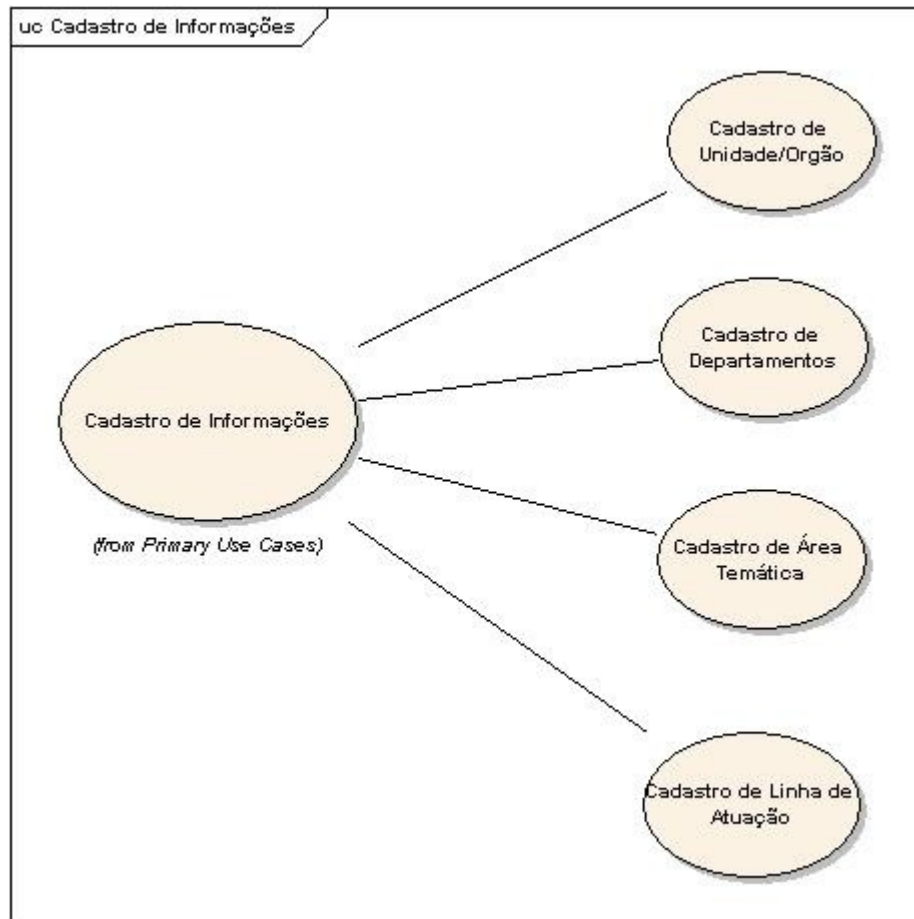 uc Cadastro de Informações
Cadastro de
Unidade/Orgão
Cadastro de
Departamentos
Cadastro de Informações
(from Primary Use Cases)
Cadastro de Área
Temática
Cadastro de Linha de
Atuação